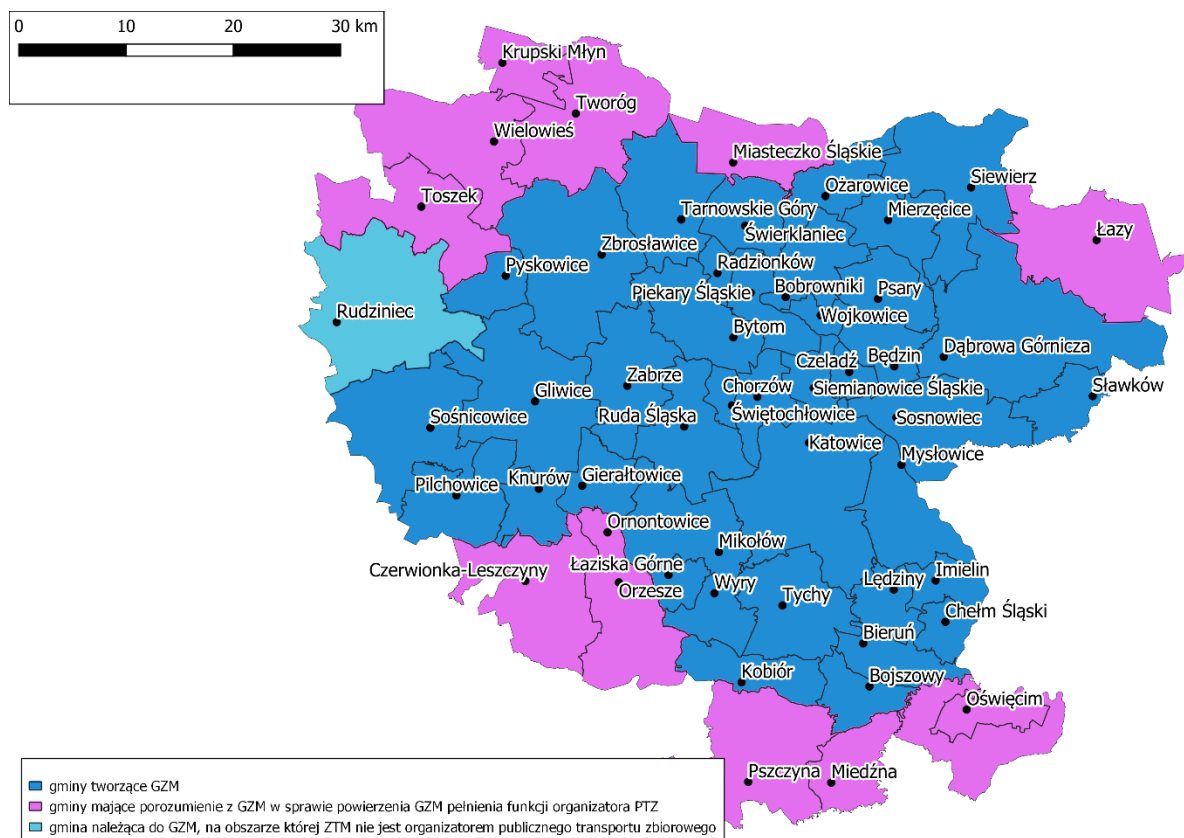 0 10 20 30 km
Krupski Młyn
Tworóg
Wielowieś
Miasteczko Śląskie
Siewierz
Ożarowice
Toszek
Tarnowskie Góry
Mierzęcice
Świerklaniec
Łazy
Zbrosławice
Radzionków
Pyskowice
Piekary Śląskie
Bobrowniki
Psary
Rudziniec
Wojkowice
Bytom
Dąbrowa Górnicza
Czeladź
Będzin
Zabrze
Chorzów
Siemianowice Śląskie
Sławków
Gliwice
Sośnicowice
Ruda Śląska
Świętochłowice
Sosnowiec
Katowice
Mysłowice
Pilchowice
Knurów
Gierałtowice
Ornontowice
Mikołów
Czerwionka-Leszczyny
Łaziska Górne
Orzesze
Wyry
Tychy
Lędziny
Imielin
Chełm Śląski
Bieruń
Kobiór
Bojszowy
Oświęcim
Pszczyna
Miedźna
gminy tworzące GZM
gminy mające porozumienie z GZM w sprawie powierzenia GZM pełnienia funkcji organizatora PTZ
gmina należąca do GZM, na obszarze której ZTM nie jest organizatorem publicznego transportu zbiorowego